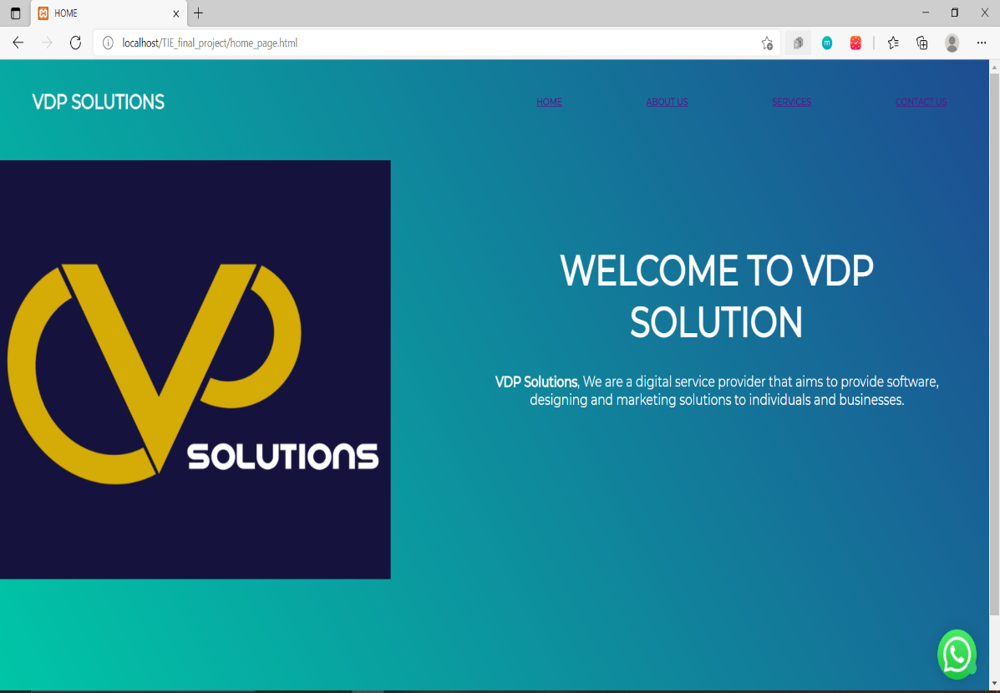 HOME
localhost/TIE_final_project/home_page.html
m
VDP SOLUTIONS
HOME ABOUT US SERVICES CONTACT US
VP
SOLUTIONS
WELCOME TO VDP
SOLUTION
VDP Solutions, We are a digital service provider that aims to provide software,
designing and marketing solutions to individuals and businesses.